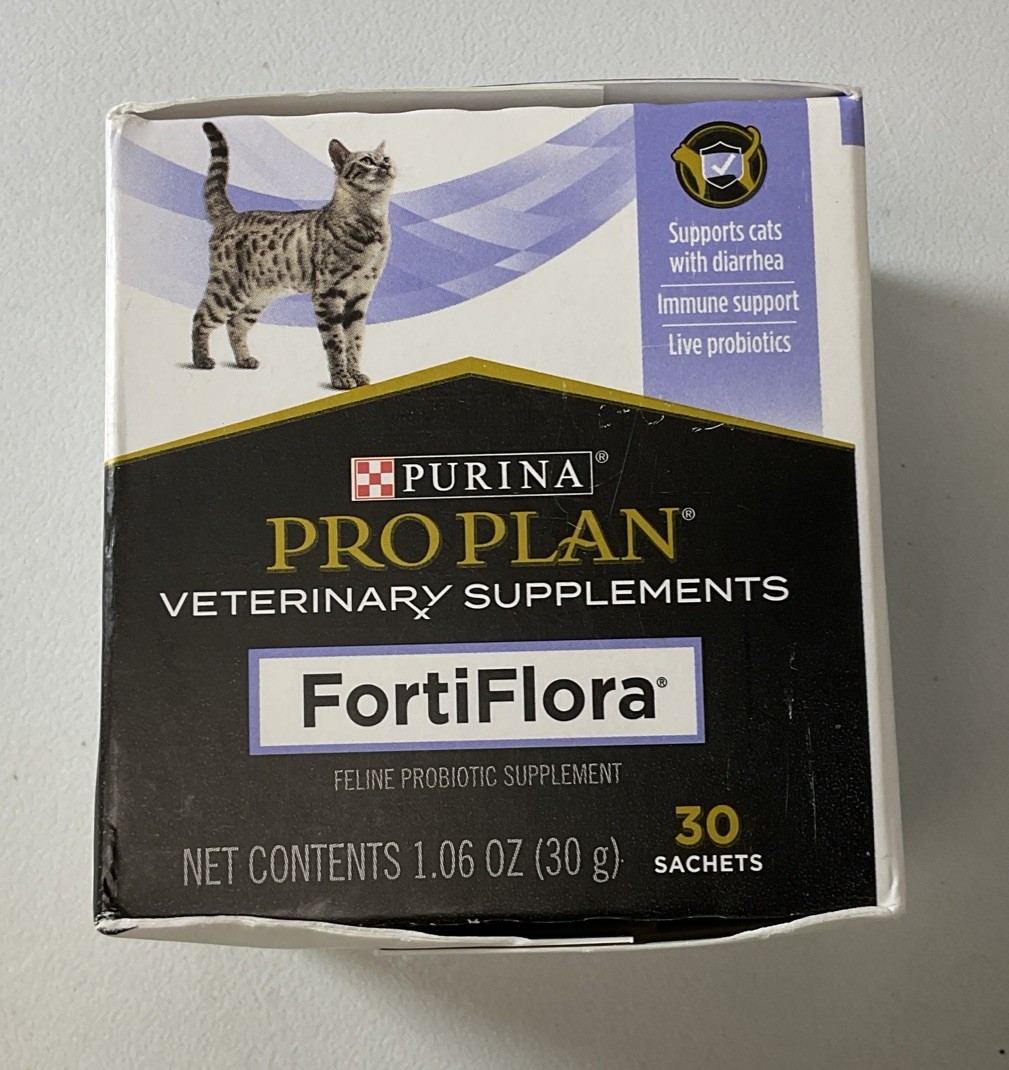 Supports cats
with diarrhea
Immune support
Live probiotics
PURINA®
PRO PLAN®
VETERINARY SUPPLEMENTS
FortiFlora®
FELINE PROBIOTIC SUPPLEMENT
30
NET CONTENTS 1.06 OZ (30 g)
SACHETS